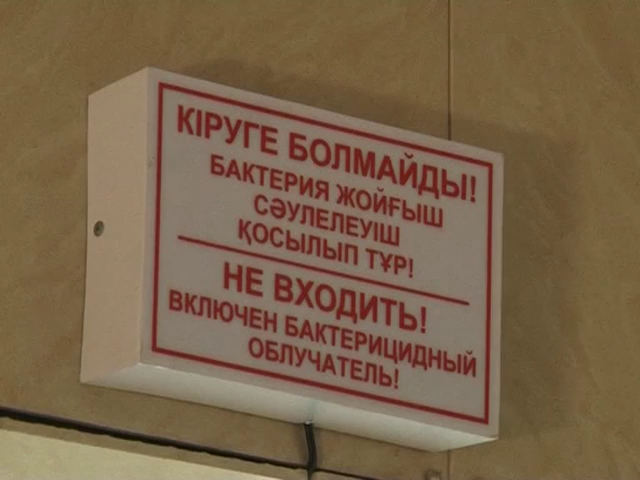 КІРУГЕ БОЛМАЙДЫ!
БАКТЕРИЯ ЖОЙҒЫШ
СӘУЛЕЛЕУІШ
ҚОСЫЛЫП ТҰР!
НЕ ВХОДИТЬ!
ВКЛЮЧЕН БАКТЕРИЦИДНЫЙ
ОБЛУЧАТЕЛЬ!